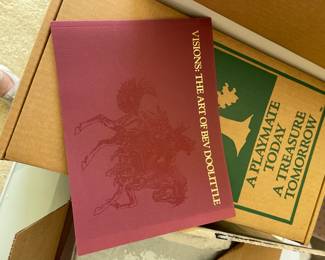 VISIONS: THE ART OF BEV DOOLITTLE
A PLAYMATE
TODAY
A TREASURE
TOMORROW